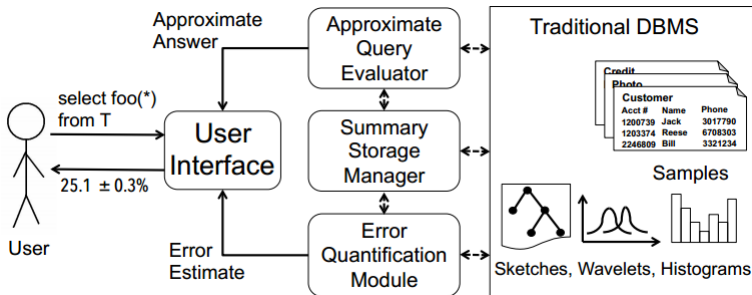 Approximate
Answer
Approximate
Query
Evaluator
Traditional DBMS
Credit
Photo
Customer
Acct # Name Phone
1200739 Jack 3017790
1203374 Reese 6708303
2246809 Bill 3321234
select foo(*)
from T
User
Interface
Summary
Storage
Manager
Samples
25.1 ± 0.3%
User
Error
Estimate
Error
Quantification
Module
Sketches, Wavelets, Histograms